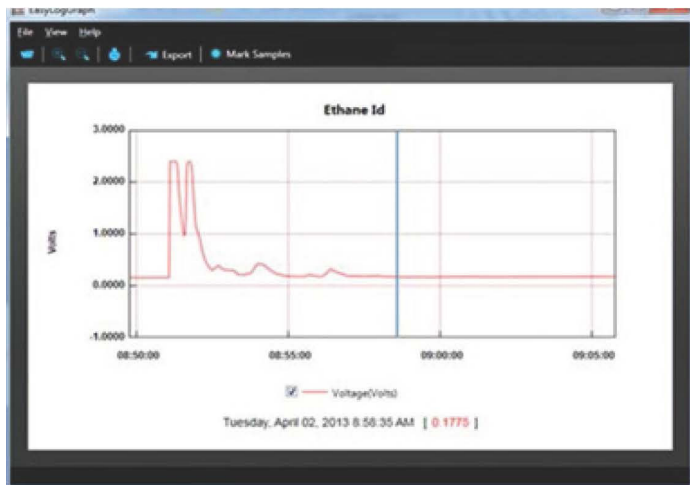 EasyLogGraph
File View Help
Export Mark Samples
Ethane Id
3.0000
2.0000
1.0000
0.0000
-1.0000
Volts
08:50:00 08:55:00 09:00:00 09:05:00
Voltage(Volts)
Tuesday, April 02, 2013 8:58:35 AM [ 0.1775 ]